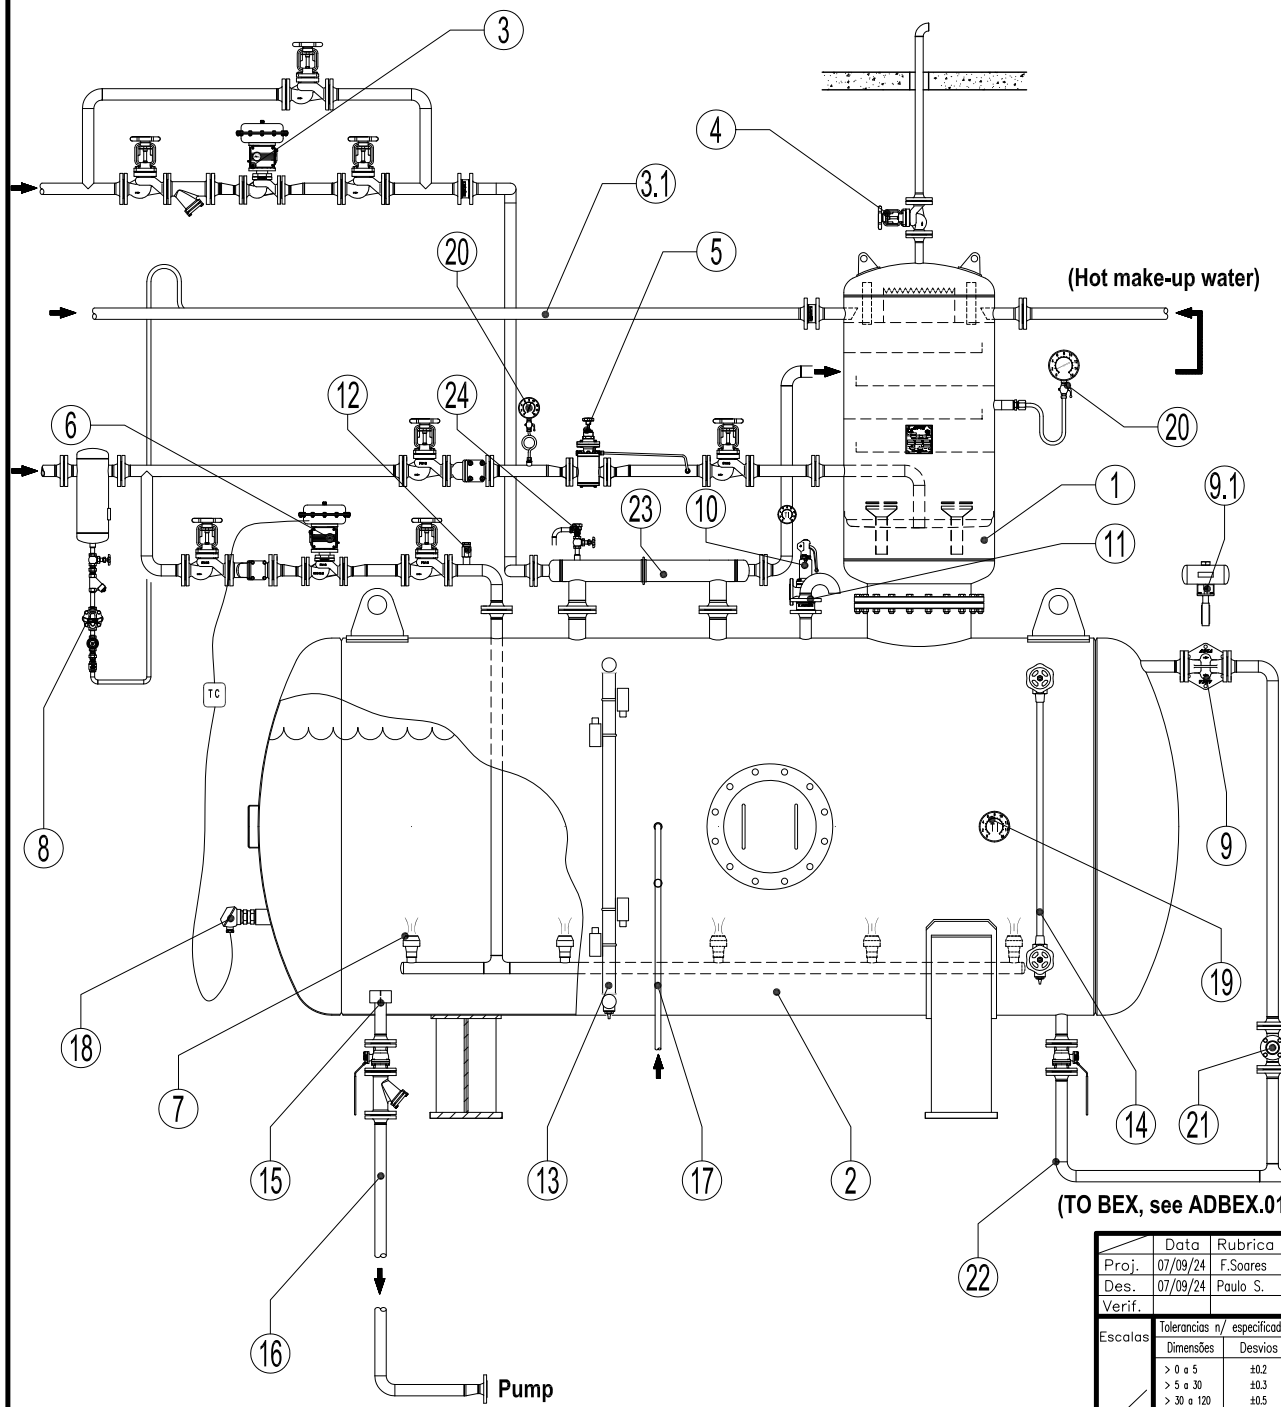 3
4
3.1
20
5
(Hot make-up water)
12
24
6
20
23
10
1
9.1
11
TC
8
9
18
7
19
15
13
17
2
14
21
16
22
(TO BEX, see ADBEX.01
Data Rubrica
Proj. 07/09/24 F.Soares
Des. 07/09/24 Paulo S.
Verif.
Escalas
Tolerancias n/ especificad
Dimensões Desvios
> 0 a 5 ±0.2
> 5 a 30 ±0.3
> 30 a 120 ±0.5
Pump